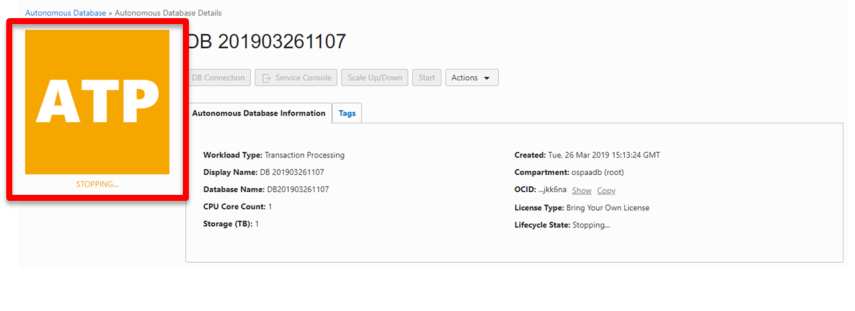 Autonomous Database » Autonomous Database Details
ATP
STOPPING...
DB 201903261107
DB Connection Service Console Scale Up/Down Start Actions
Autonomous Database Information Tags
Workload Type: Transaction Processing
Display Name: DB 201903261107
Database Name: DB201903261107
CPU Core Count: 1
Storage (TB): 1
Created: Tue, 26 Mar 2019 15:13:24 GMT
Compartment: ospaadb (root)
OCID: ...jkk6na Show Copy
License Type: Bring Your Own License
Lifecycle State: Stopping...